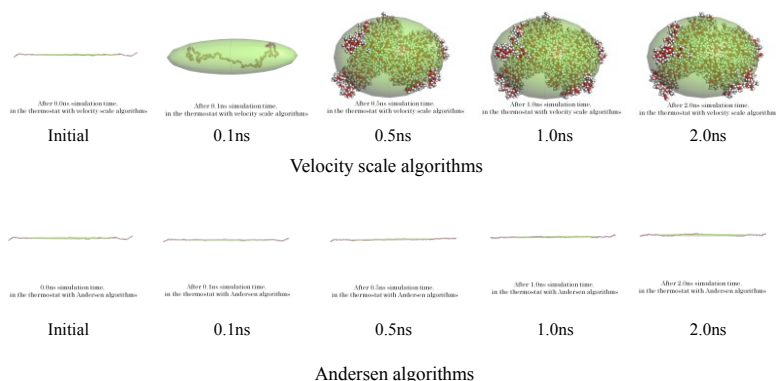 After 0.0ns simulation time,
in the thermostat with velocity scale algorithms
After 0.1ns simulation time,
in the thermostat with velocity scale algorithms
After 0.5ns simulation time,
in the thermostat with velocity scale algorithms
After 1.0ns simulation time,
in the thermostat with velocity scale algorithms
After 2.0ns simulation time,
in the thermostat with velocity scale algorithm
Initial
0.1ns
0.5ns
1.0ns
2.0ns
Velocity scale algorithms
0.0ns simulation time,
in the thermostat with Andersen algorithms
After 0.1ns simulation time,
in the thermostat with Andersen algorithms
After 0.5ns simulation time,
in the thermostat with Andersen algorithms
After 1.0ns simulation time,
in the thermostat with Andersen algorithms
After 2.0ns simulation time,
in the thermostat with Andersen algorithms
Initial
0.1ns
0.5ns
1.0ns
2.0ns
Andersen algorithms